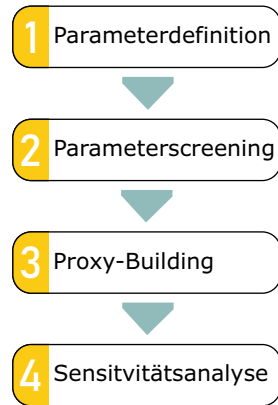 1 Parameterdefinition
2 Parameterscreening
3 Proxy-Building
4 Sensitvitätsanalyse